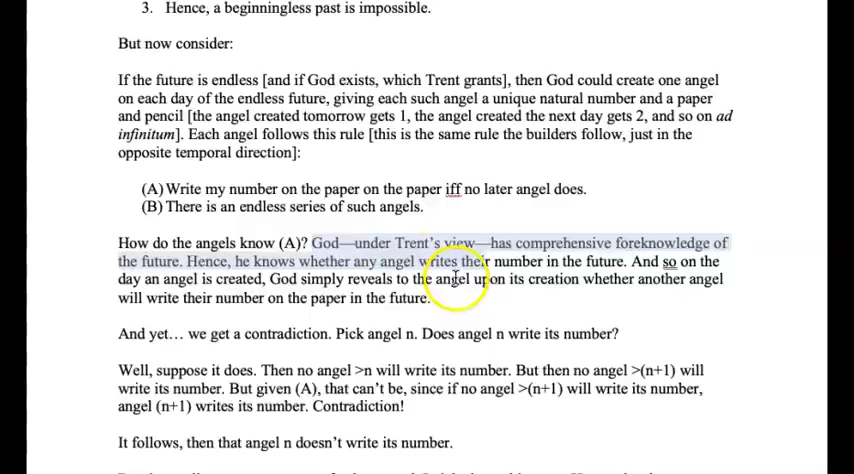 3. Hence, a beginningless past is impossible.
But now consider:
If the future is endless [and if God exists, which Trent grants], then God could create one angel
on each day of the endless future, giving each such angel a unique natural number and a paper
and pencil [the angel created tomorrow gets 1, the angel created the next day gets 2, and so on ad
infinitum]. Each angel follows this rule [this is the same rule the builders follow, just in the
opposite temporal direction]:
(A) Write my number on the paper on the paper iff no later angel does.
(B) There is an endless series of such angels.
How do the angels know (A)? God—under Trent's view—has comprehensive foreknowledge of
the future. Hence, he knows whether any angel writes their number in the future. And so on the
day an angel is created, God simply reveals to the angel upon its creation whether another angel
will write their number on the paper in the future.
And yet… we get a contradiction. Pick angel n. Does angel n write its number?
Well, suppose it does. Then no angel >n will write its number. But then no angel >(n+1) will
write its number. But given (A), that can't be, since if no angel >(n+1) will write its number,
angel (n+1) writes its number. Contradiction!
It follows, then that angel n doesn't write its number.